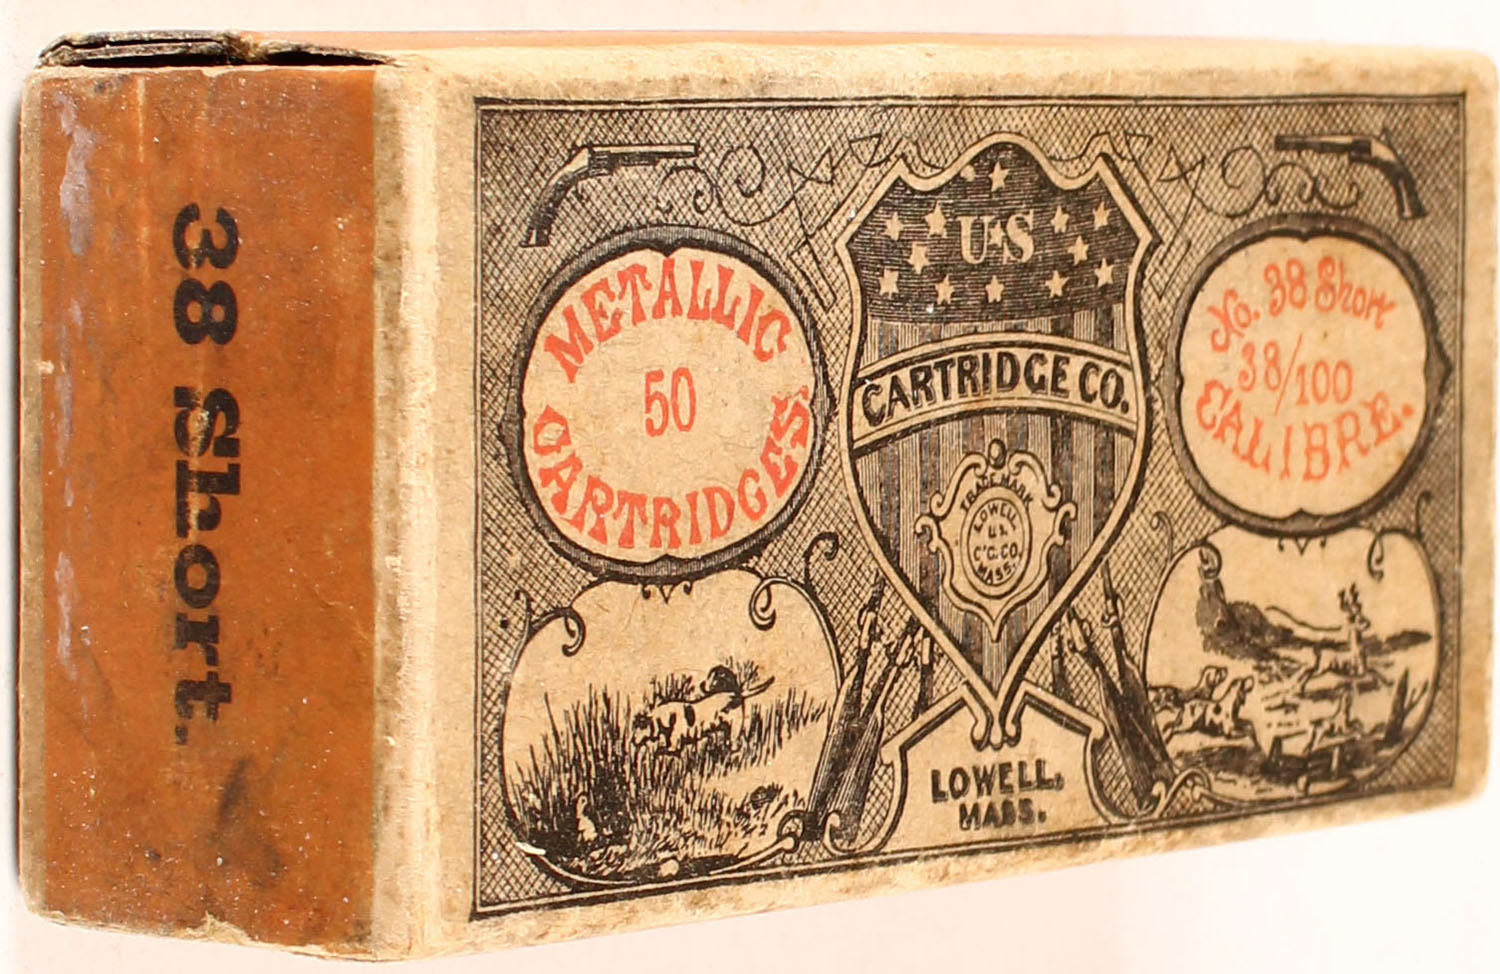 38 Short.
METALLIC
50
CARTRIDGES
U.S
CARTRIDGE CO.
TRADE MARK
LOWELL
U.S.
C'G. CO.
MASS.
LOWELL,
MASS.
No. 38 Short
38/100
CALIBRE.